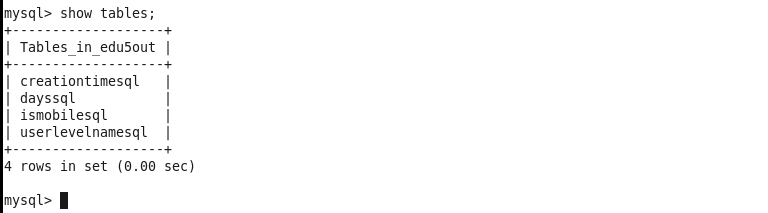 mysql> show tables;
+-------------------+
| Tables_in_edu5out |
+-------------------+
| creationtimesql   |
| dayssql           |
| ismobilesql       |
| userlevelnamesql  |
+-------------------+
4 rows in set (0.00 sec)
mysql>